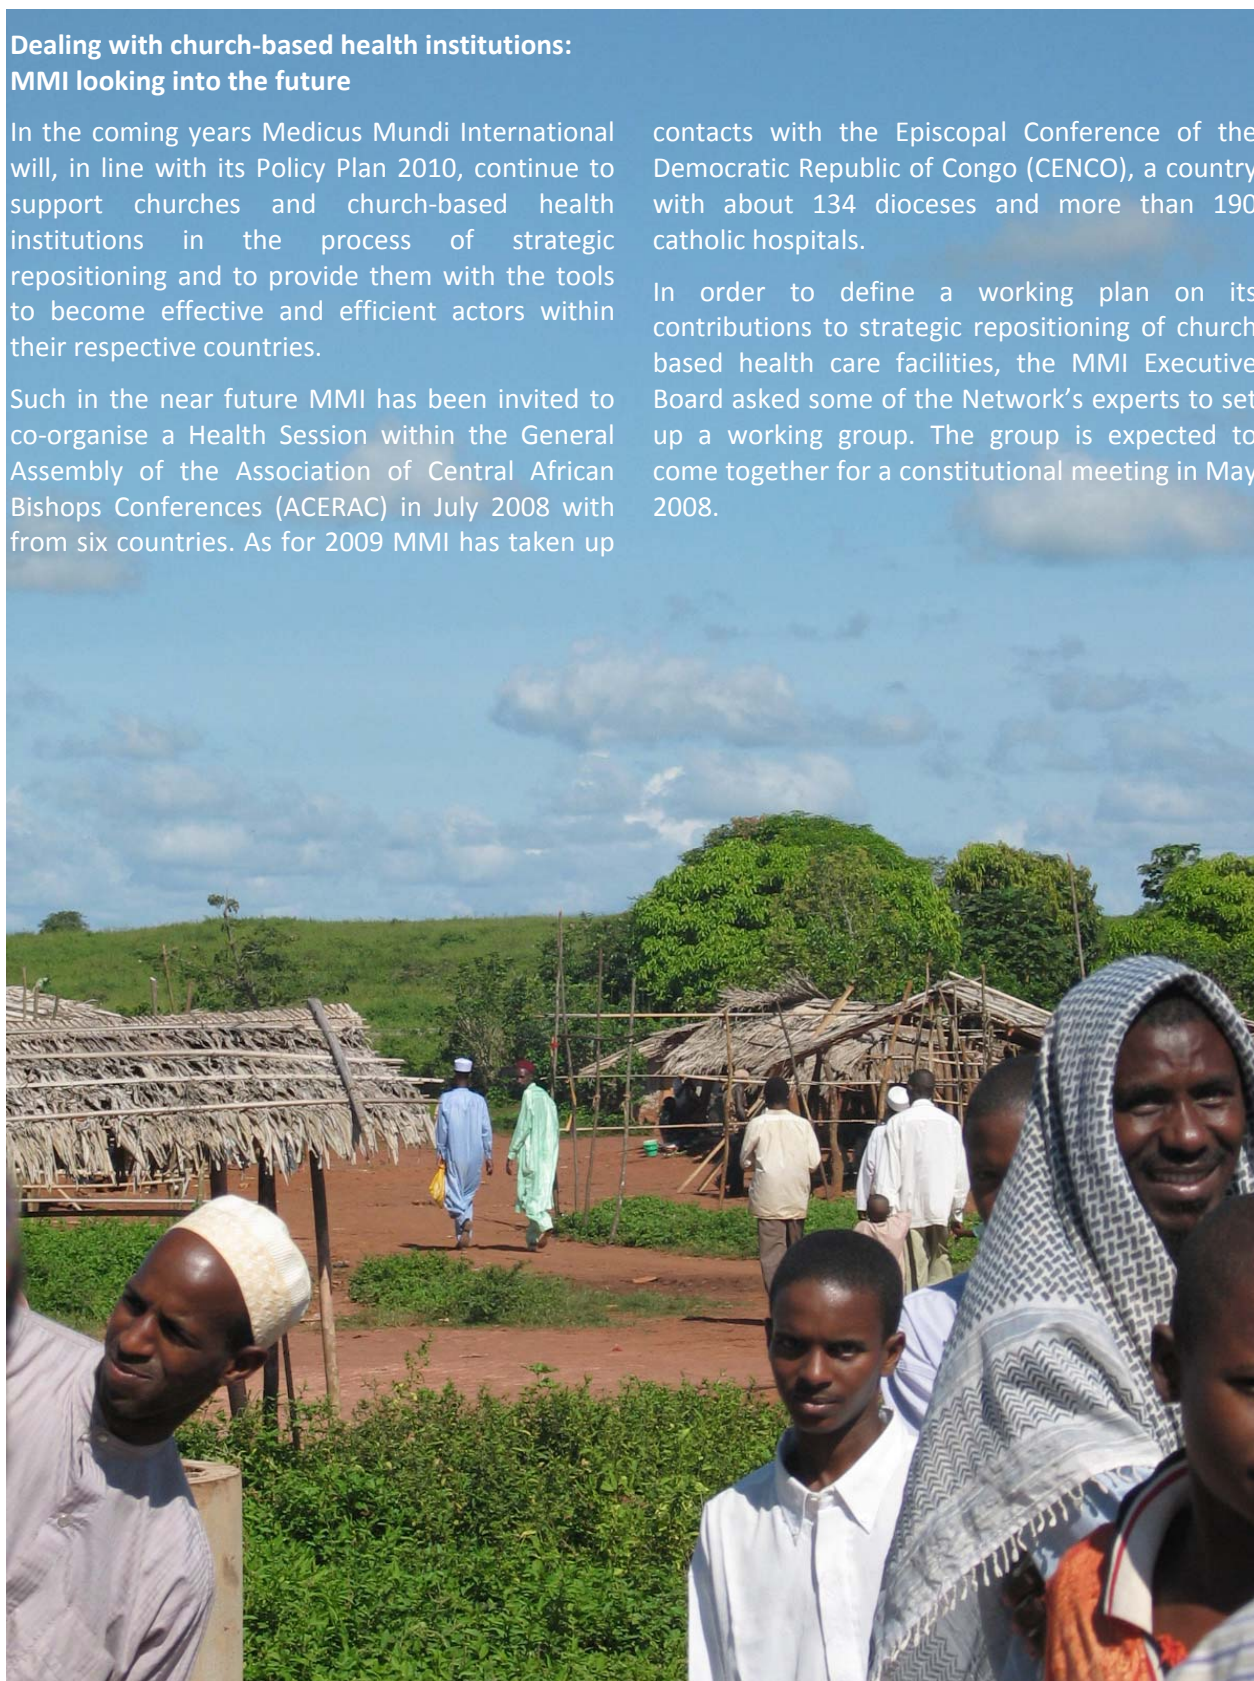 Dealing with church-based health institutions:
MMI looking into the future
In the coming years Medicus Mundi International
will, in line with its Policy Plan 2010, continue to
support churches and church-based health
institutions in the process of strategic
repositioning and to provide them with the tools
to become effective and efficient actors within
their respective countries.
Such in the near future MMI has been invited to
co-organise a Health Session within the General
Assembly of the Association of Central African
Bishops Conferences (ACERAC) in July 2008 with
from six countries. As for 2009 MMI has taken up
contacts with the Episcopal Conference of the
Democratic Republic of Congo (CENCO), a country
with about 134 dioceses and more than 190
catholic hospitals.
In order to define a working plan on its
contributions to strategic repositioning of church
based health care facilities, the MMI Executive
Board asked some of the Network’s experts to set
up a working group. The group is expected to
come together for a constitutional meeting in May
2008.